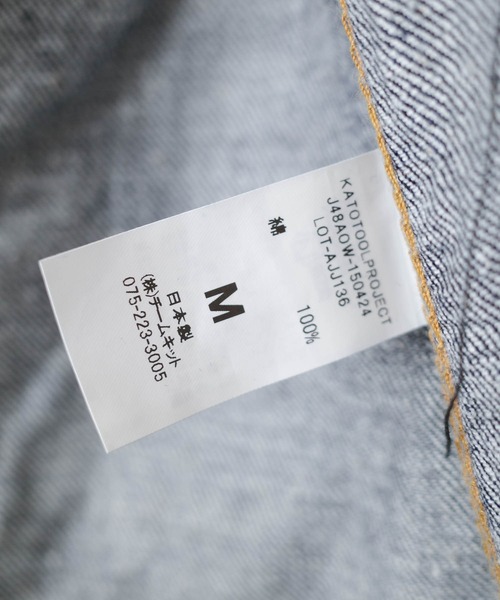 KATOTOOLPROJECT
J48AOW-150424
LOT-AJJ136
綿 100%
M
日本製
(株)チームキット
075-223-3005